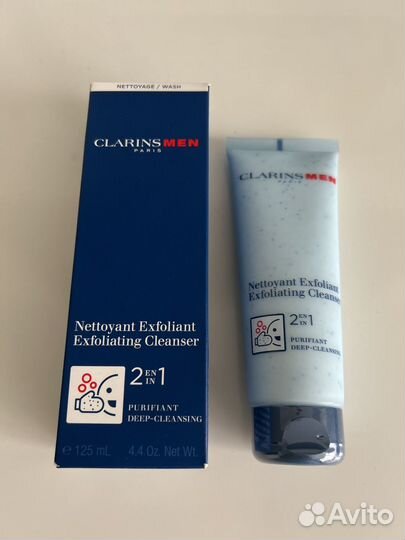 NETTOYAGE / WASH
CLARINSMEN
PARIS
Nettoyant Exfoliant
Exfoliating Cleanser
2 EN IN 1
PURIFIANT
DEEP-CLEANSING
e 125 mL 4.4 Oz. Net Wt.
CLARINSMEN
PARIS
Nettoyant Exfoliant
Exfoliating Cleanser
2 EN IN 1
PURIFIANT
DEEP-CLEANSING
Avito